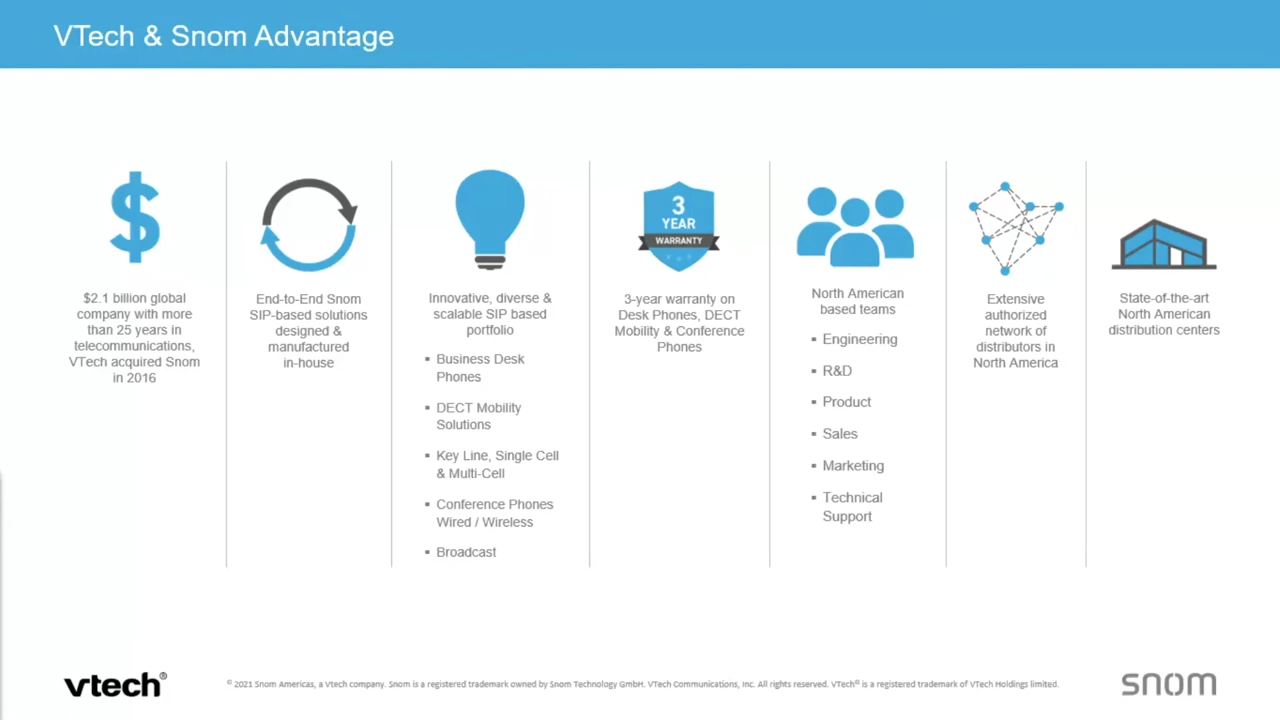 VTech & Snom Advantage
$2.1 billion global
company with more
than 25 years in
telecommunications,
VTech acquired Snom
in 2016
End-to-End Snom
SIP-based solutions
designed &
manufactured
in-house
Innovative, diverse &
scalable SIP based
portfolio
▪ Business Desk
Phones
▪ DECT Mobility
Solutions
▪ Key Line, Single Cell
& Multi-Cell
▪ Conference Phones
Wired / Wireless
▪ Broadcast
3
YEAR
WARRANTY
3-year warranty on
Desk Phones, DECT
Mobility & Conference
Phones
North American
based teams
▪ Engineering
▪ R&D
▪ Product
▪ Sales
▪ Marketing
▪ Technical
Support
Extensive
authorized
network of
distributors in
North America
State-of-the-art
North American
distribution centers
vtech®
© 2021 Snom Americas, a Vtech company. Snom is a registered trademark owned by Snom Technology GmbH. VTech Communications, Inc. All rights reserved. VTech® is a registered trademark of VTech Holdings limited.
snom